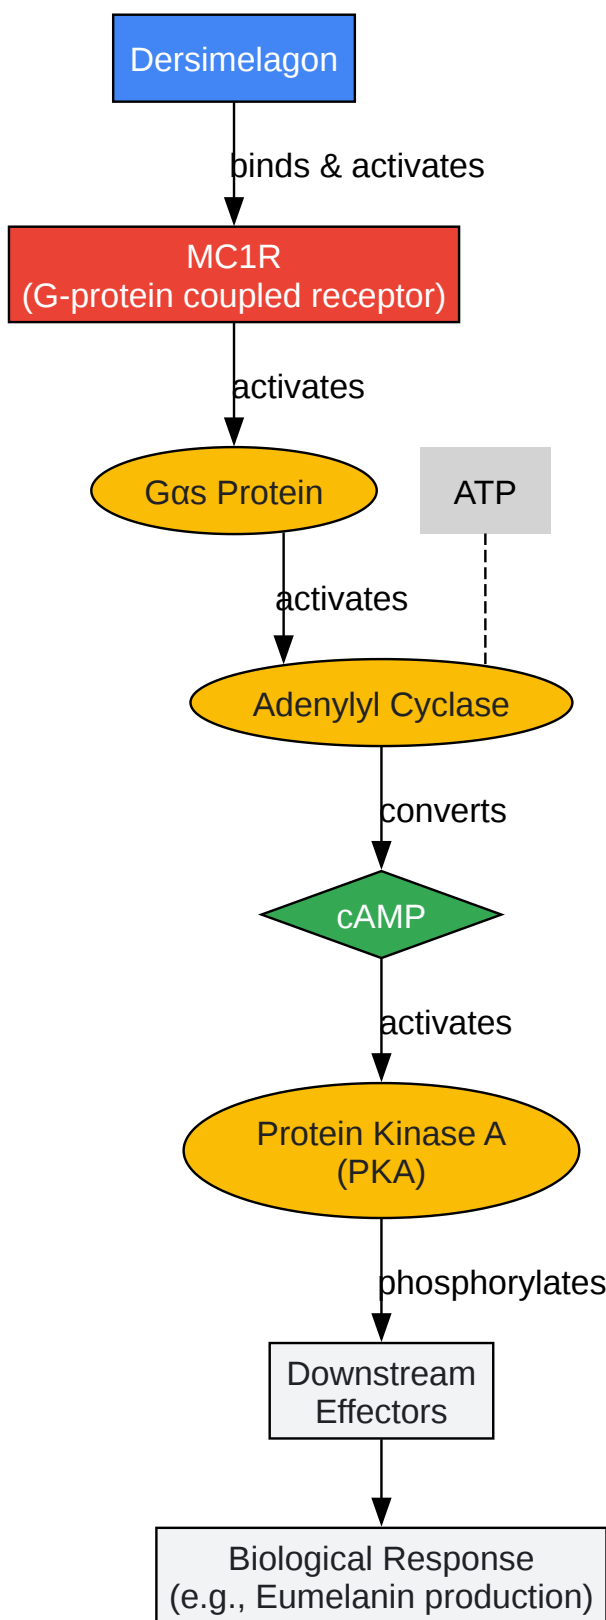 Dersimelagon
binds & activates
MC1R
(G-protein coupled receptor)
activates
Gαs Protein
ATP
activates
Adenylyl Cyclase
converts
cAMP
activates
Protein Kinase A
(PKA)
phosphorylates
Downstream
Effectors
Biological Response
(e.g., Eumelanin production)